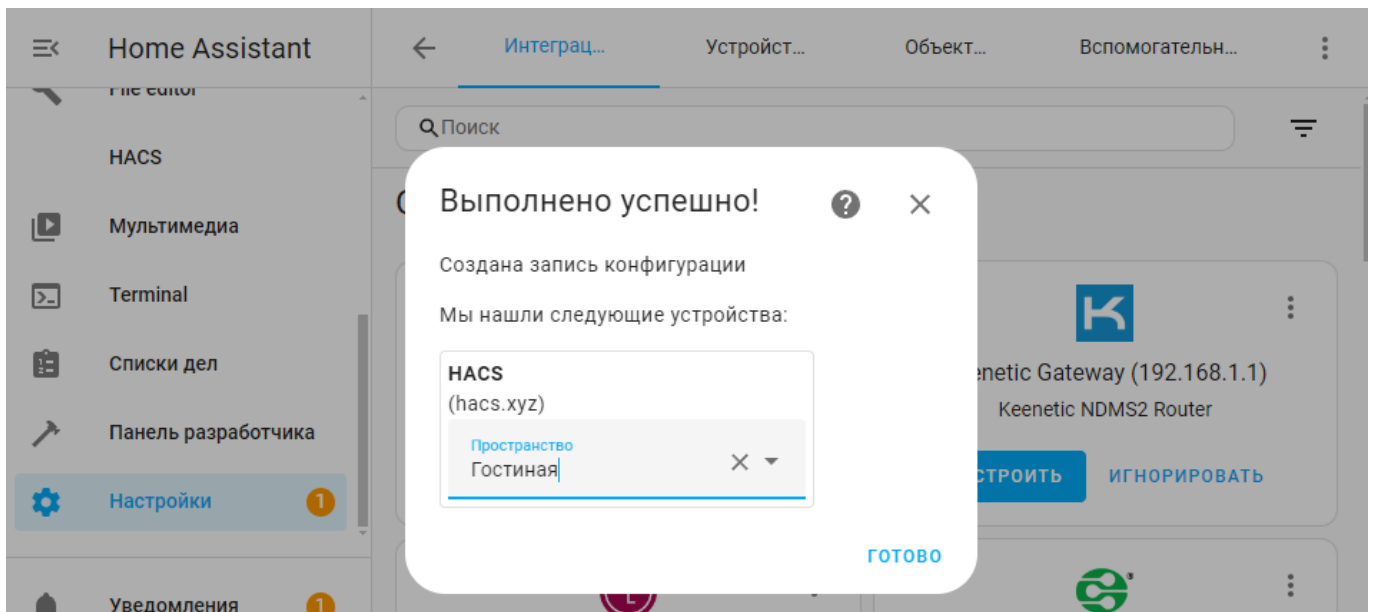 Home Assistant
Интеграц...
Устройст...
Объект...
Вспомогательн...
File editor
HACS
Мультимедиа
Terminal
Списки дел
Панель разработчика
Настройки
1
Уведомления
1
Поиск
Выполнено успешно!
Создана запись конфигурации
Мы нашли следующие устройства:
HACS
(hacs.xyz)
Пространство
Гостиная
ГОТОВО
enetic Gateway (192.168.1.1)
Keenetic NDMS2 Router
СТРОИТЬ
ИГНОРИРОВАТЬ